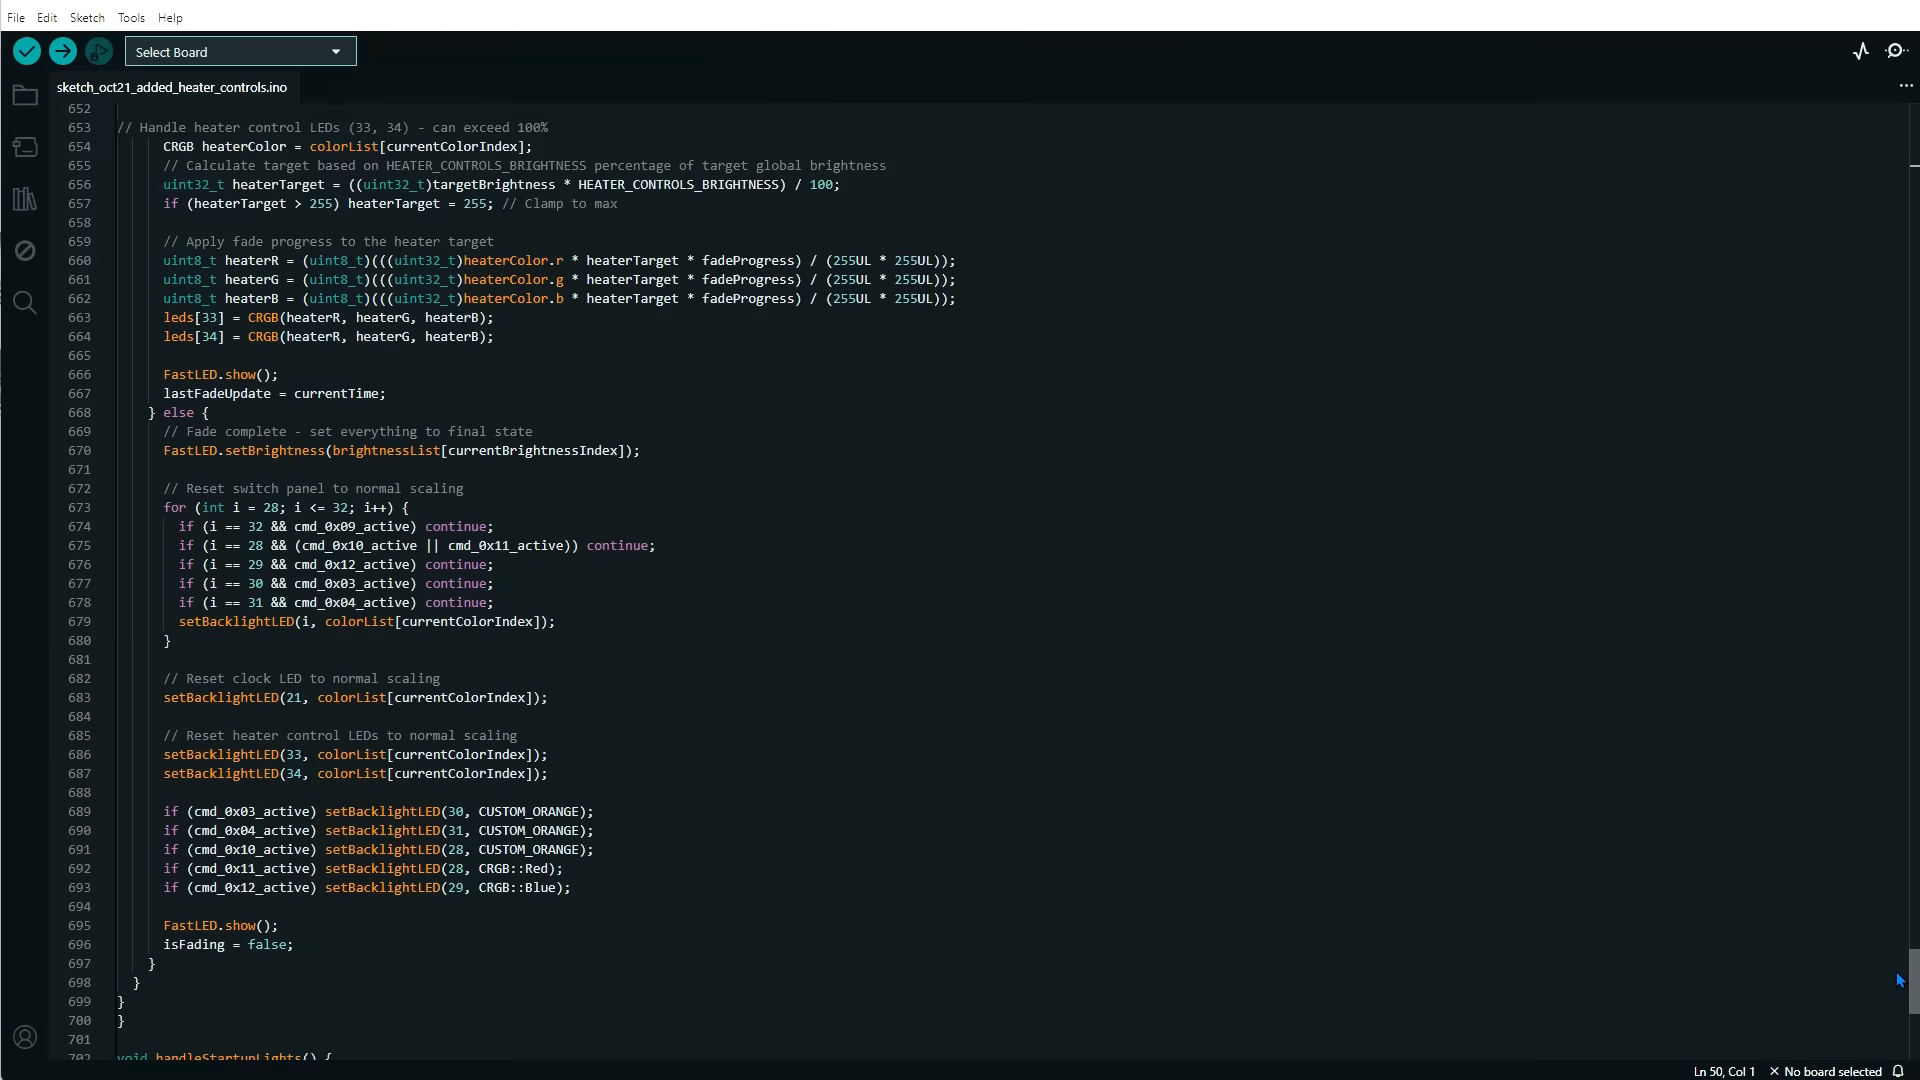 File Edit Sketch Tools Help
Select Board
sketch_oct21_added_heater_controls.ino
652
653 // Handle heater control LEDs (33, 34) - can exceed 100%
654 CRGB heaterColor = colorList[currentColorIndex];
655 // Calculate target based on HEATER_CONTROLS_BRIGHTNESS percentage of target global brightness
656 uint32_t heaterTarget = ((uint32_t)targetBrightness * HEATER_CONTROLS_BRIGHTNESS) / 100;
657 if (heaterTarget > 255) heaterTarget = 255; // Clamp to max
658
659 // Apply fade progress to the heater target
660 uint8_t heaterR = (uint8_t)(((uint32_t)heaterColor.r * heaterTarget * fadeProgress) / (255UL * 255UL));
661 uint8_t heaterG = (uint8_t)(((uint32_t)heaterColor.g * heaterTarget * fadeProgress) / (255UL * 255UL));
662 uint8_t heaterB = (uint8_t)(((uint32_t)heaterColor.b * heaterTarget * fadeProgress) / (255UL * 255UL));
663 leds[33] = CRGB(heaterR, heaterG, heaterB);
664 leds[34] = CRGB(heaterR, heaterG, heaterB);
665
666 FastLED.show();
667 lastFadeUpdate = currentTime;
668 } else {
669 // Fade complete - set everything to final state
670 FastLED.setBrightness(brightnessList[currentBrightnessIndex]);
671
672 // Reset switch panel to normal scaling
673 for (int i = 28; i <= 32; i++) {
674 if (i == 32 && cmd_0x09_active) continue;
675 if (i == 28 && (cmd_0x10_active || cmd_0x11_active)) continue;
676 if (i == 29 && cmd_0x12_active) continue;
677 if (i == 30 && cmd_0x03_active) continue;
678 if (i == 31 && cmd_0x04_active) continue;
679 setBacklightLED(i, colorList[currentColorIndex]);
680 }
681
682 // Reset clock LED to normal scaling
683 setBacklightLED(21, colorList[currentColorIndex]);
684
685 // Reset heater control LEDs to normal scaling
686 setBacklightLED(33, colorList[currentColorIndex]);
687 setBacklightLED(34, colorList[currentColorIndex]);
688
689 if (cmd_0x03_active) setBacklightLED(30, CUSTOM_ORANGE);
690 if (cmd_0x04_active) setBacklightLED(31, CUSTOM_ORANGE);
691 if (cmd_0x10_active) setBacklightLED(28, CUSTOM_ORANGE);
692 if (cmd_0x11_active) setBacklightLED(28, CRGB::Red);
693 if (cmd_0x12_active) setBacklightLED(29, CRGB::Blue);
694
695 FastLED.show();
696 isFading = false;
697 }
698 }
699 }
700 }
701
702 void handleStartupLights() {
Ln 50, Col 1 × No board selected